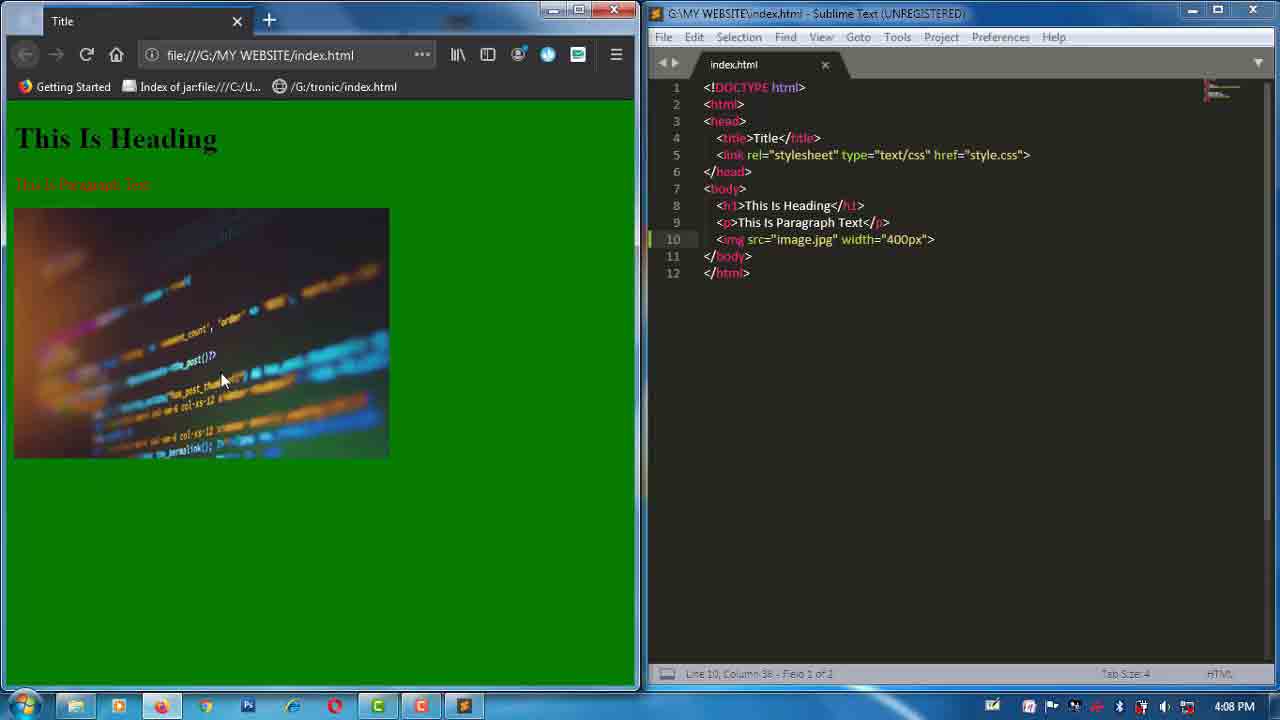 Title
file:///G:/MY WEBSITE/index.html
Getting Started
Index of jar:file:///C:/U...
/G:/tronic/index.html
This Is Heading
This Is Paragraph Text
G:\MY WEBSITE\index.html - Sublime Text (UNREGISTERED)
File Edit Selection Find View Goto Tools Project Preferences Help
index.html
1 <!DOCTYPE html>
2 <html>
3 <head>
4 <title>Title</title>
5 <link rel="stylesheet" type="text/css" href="style.css">
6 </head>
7 <body>
8 <h1>This Is Heading</h1>
9 <p>This Is Paragraph Text</p>
10 <img src="image.jpg" width="400px">
11 </body>
12 </html>
Line 10, Column 38 - Field 1 of 2
Tab Size: 4
HTML
4:08 PM